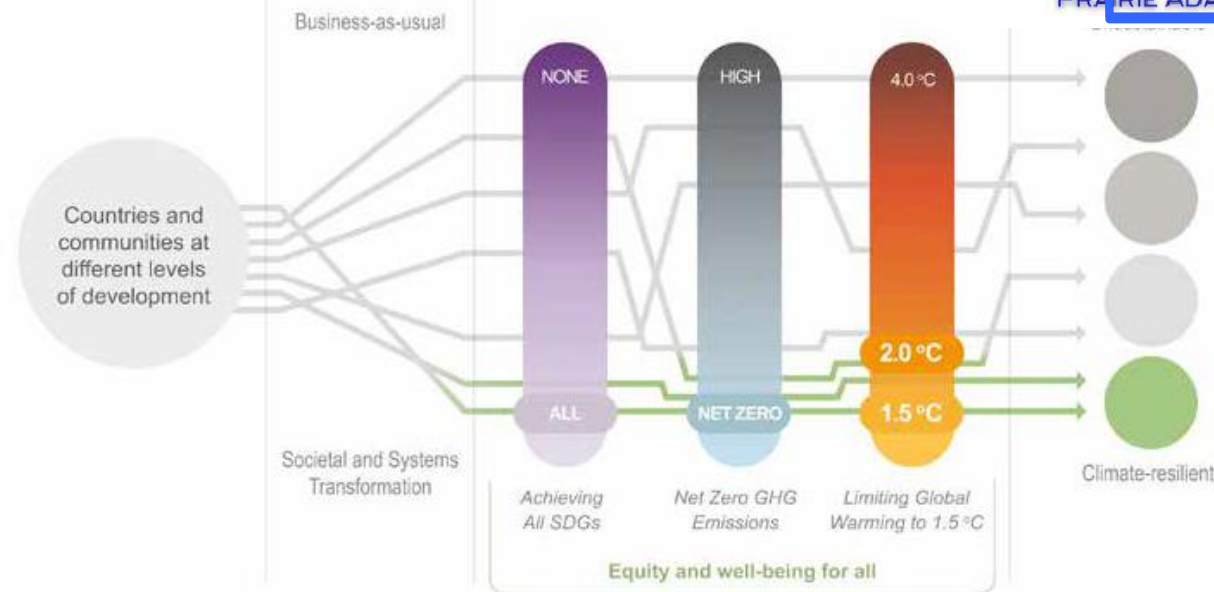 Business-as-usual
NONE
HIGH
4.0 °C
Countries and
communities at
different levels
of development
2.0 °C
ALL
NET ZERO
1.5 °C
Societal and Systems
Transformation
Achieving
All SDGs
Net Zero GHG
Emissions
Limiting Global
Warming to 1.5 °C
Climate-resilient
Equity and well-being for all